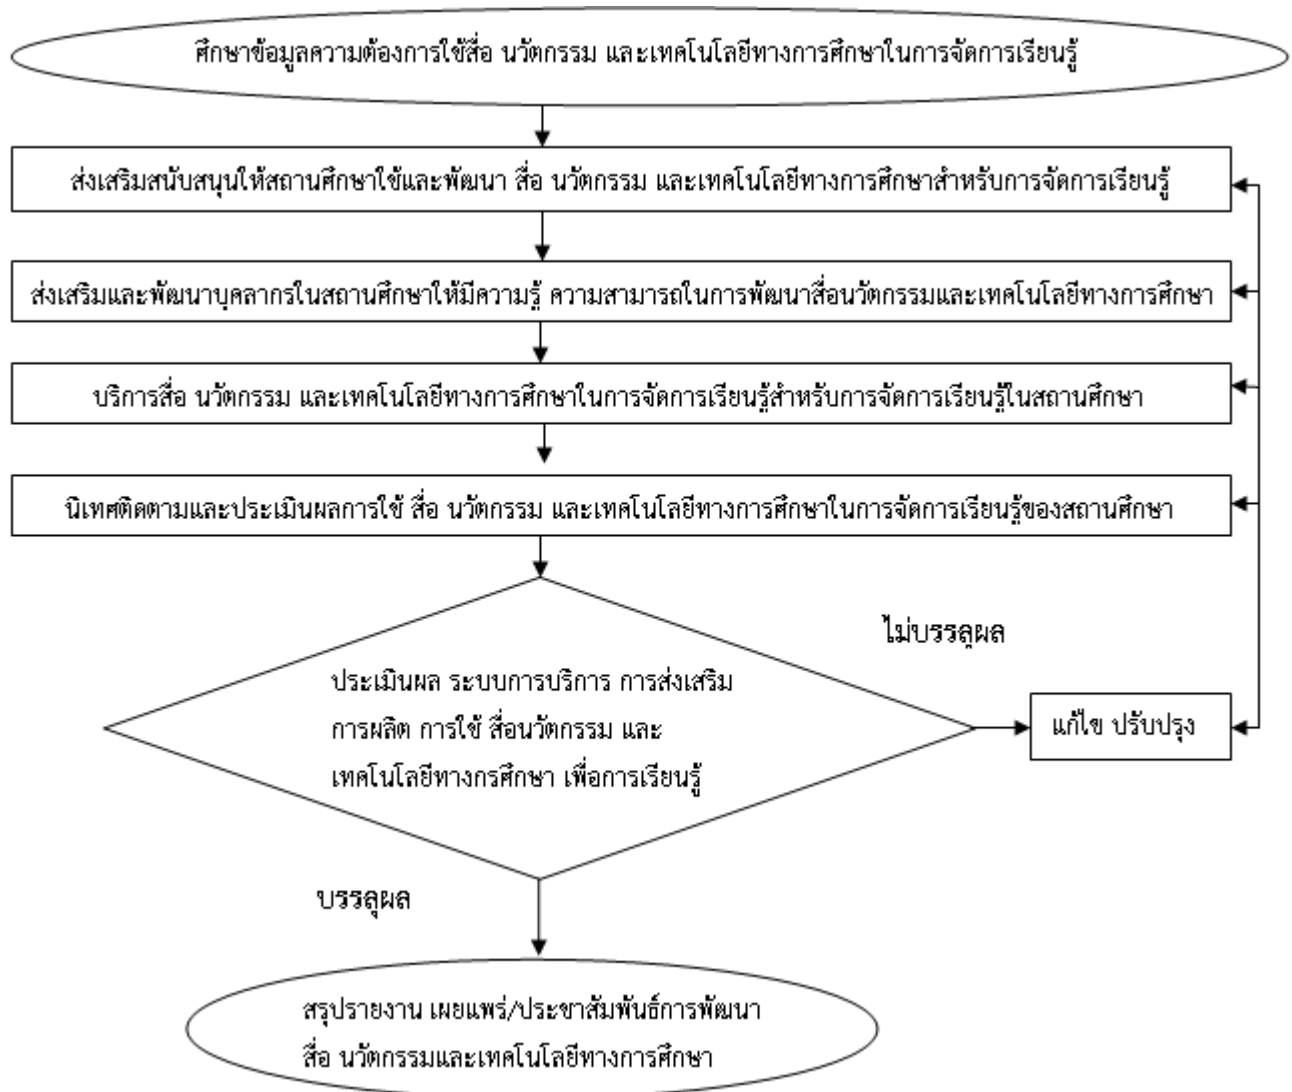 ศึกษาข้อมูลความต้องการใช้สื่อ นวัตกรรม และเทคโนโลยีทางการศึกษาในการจัดการเรียนรู้
ส่งเสริมสนับสนุนให้สถานศึกษาใช้และพัฒนา สื่อ นวัตกรรม และเทคโนโลยีทางการศึกษาสำหรับการจัดการเรียนรู้
ส่งเสริมและพัฒนาบุคลากรในสถานศึกษาให้มีความรู้ ความสามารถในการพัฒนาสื่อนวัตกรรมและเทคโนโลยีทางการศึกษา
บริการสื่อ นวัตกรรม และเทคโนโลยีทางการศึกษาในการจัดการเรียนรู้สำหรับการจัดการเรียนรู้ในสถานศึกษา
นิเทศติดตามและประเมินผลการใช้ สื่อ นวัตกรรม และเทคโนโลยีทางการศึกษาในการจัดการเรียนรู้ของสถานศึกษา
ไม่บรรลุผล
ประเมินผล ระบบการบริการ การส่งเสริม
การผลิต การใช้ สื่อนวัตกรรม และ
เทคโนโลยีทางกรศึกษา เพื่อการเรียนรู้
แก้ไข ปรับปรุง
บรรลุผล
สรุปรายงาน เผยแพร่/ประชาสัมพันธ์การพัฒนา
สื่อ นวัตกรรมและเทคโนโลยีทางการศึกษา